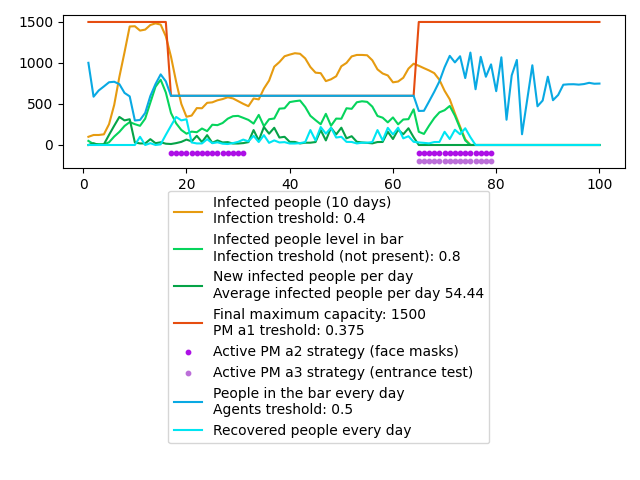 1500
1000
500
0
0
20
40
60
80
100
Infected people (10 days)
Infection treshold: 0.4
Infected people level in bar
Infection treshold (not present): 0.8
New infected people per day
Average infected people per day 54.44
Final maximum capacity: 1500
PM a1 treshold: 0.375
Active PM a2 strategy (face masks)
Active PM a3 strategy (entrance test)
People in the bar every day
Agents treshold: 0.5
Recovered people every day